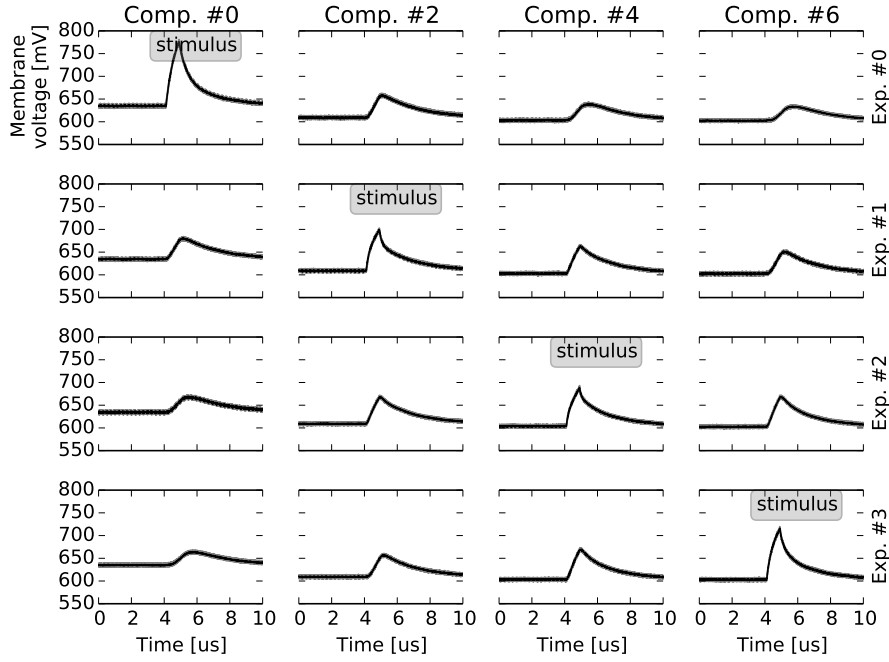 Comp. #0 Comp. #2 Comp. #4 Comp. #6
Membrane
voltage [mV]
800
750
700
650
600
550
stimulus
Exp. #0
800
750
700
650
600
550
stimulus
Exp. #1
800
750
700
650
600
550
stimulus
Exp. #2
800
750
700
650
600
550
stimulus
Exp. #3
0 2 4 6 8 10 0 2 4 6 8 10 0 2 4 6 8 10 0 2 4 6 8 10
Time [us] Time [us] Time [us] Time [us]